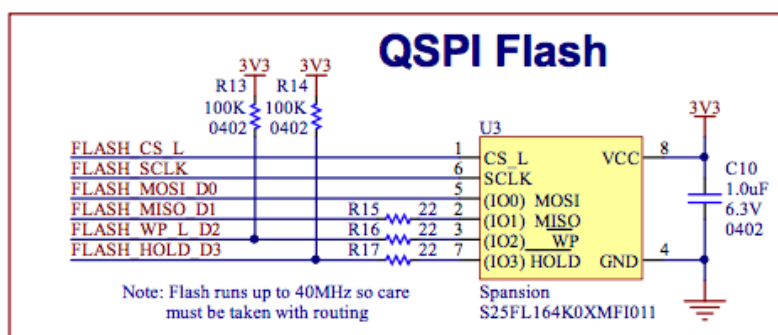 QSPI Flash
3V3
3V3
R13
100K
0402
R14
100K
0402
U3
3V3
FLASH_CS_L
1
CS_L
VCC
8
FLASH_SCLK
6
SCLK
FLASH_MOSI_D0
5
(IO0) MOSI
FLASH_MISO_D1
R15
22
2
(IO1) MISO
FLASH_WP_L_D2
R16
22
3
(IO2) WP
FLASH_HOLD_D3
R17
22
7
(IO3) HOLD
GND
4
C10
1.0uF
6.3V
0402
Note: Flash runs up to 40MHz so care
must be taken with routing
Spansion
S25FL164K0XMFI011